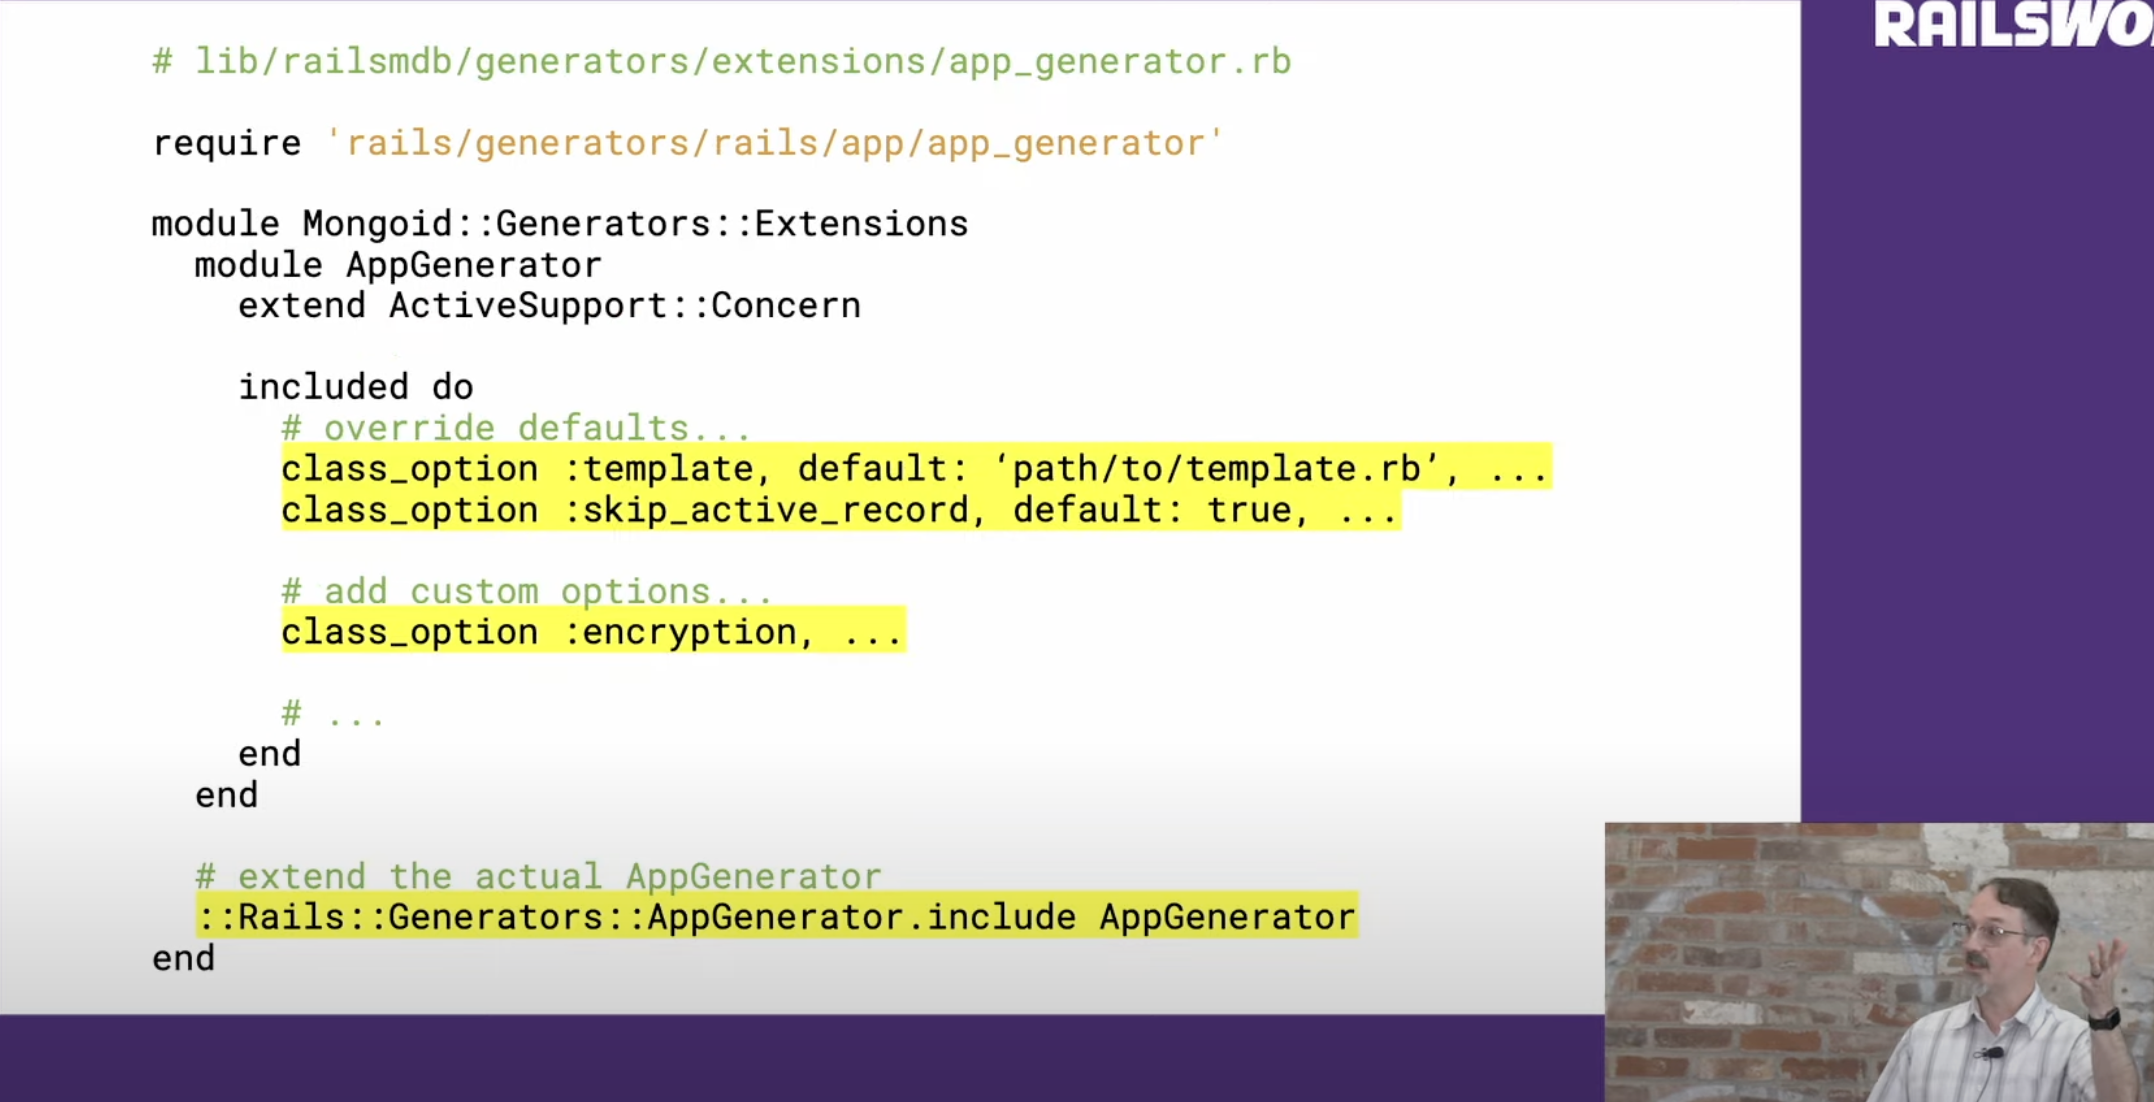 RAILSWO
# lib/railsmdb/generators/extensions/app_generator.rb
require 'rails/generators/rails/app/app_generator'
module Mongoid::Generators::Extensions
module AppGenerator
extend ActiveSupport::Concern
included do
# override defaults...
class_option :template, default: ‘path/to/template.rb’, ...
class_option :skip_active_record, default: true, ...
# add custom options...
class_option :encryption, ...
# ...
end
end
# extend the actual AppGenerator
::Rails::Generators::AppGenerator.include AppGenerator
end